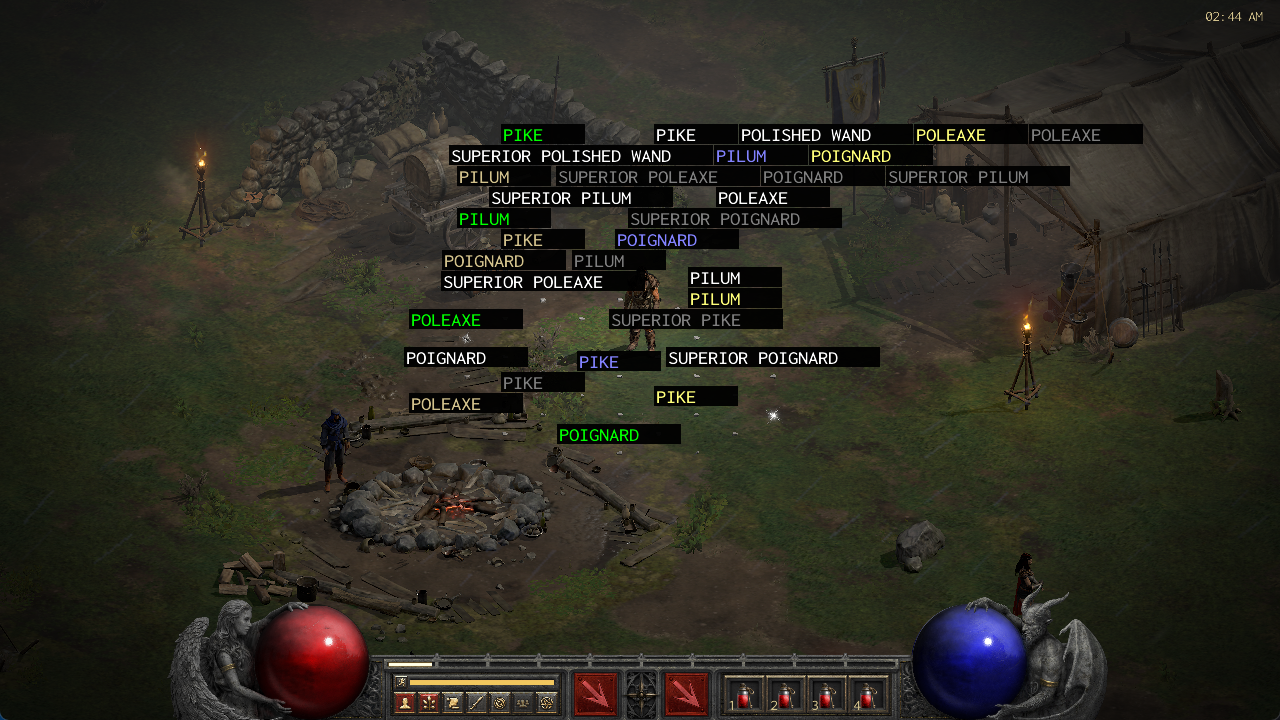 02:44 AM
PIKE PIKE POLISHED WAND POLEAXE POLEAXE
SUPERIOR POLISHED WAND PILUM POIGNARD
PILUM SUPERIOR POLEAXE POIGNARD SUPERIOR PILUM
SUPERIOR PILUM POLEAXE
PILUM SUPERIOR POIGNARD
PIKE POIGNARD
POIGNARD PILUM
SUPERIOR POLEAXE PILUM
PILUM
POLEAXE SUPERIOR PIKE
POIGNARD PIKE SUPERIOR POIGNARD
PIKE
POLEAXE PIKE
POIGNARD
1 2 3 4